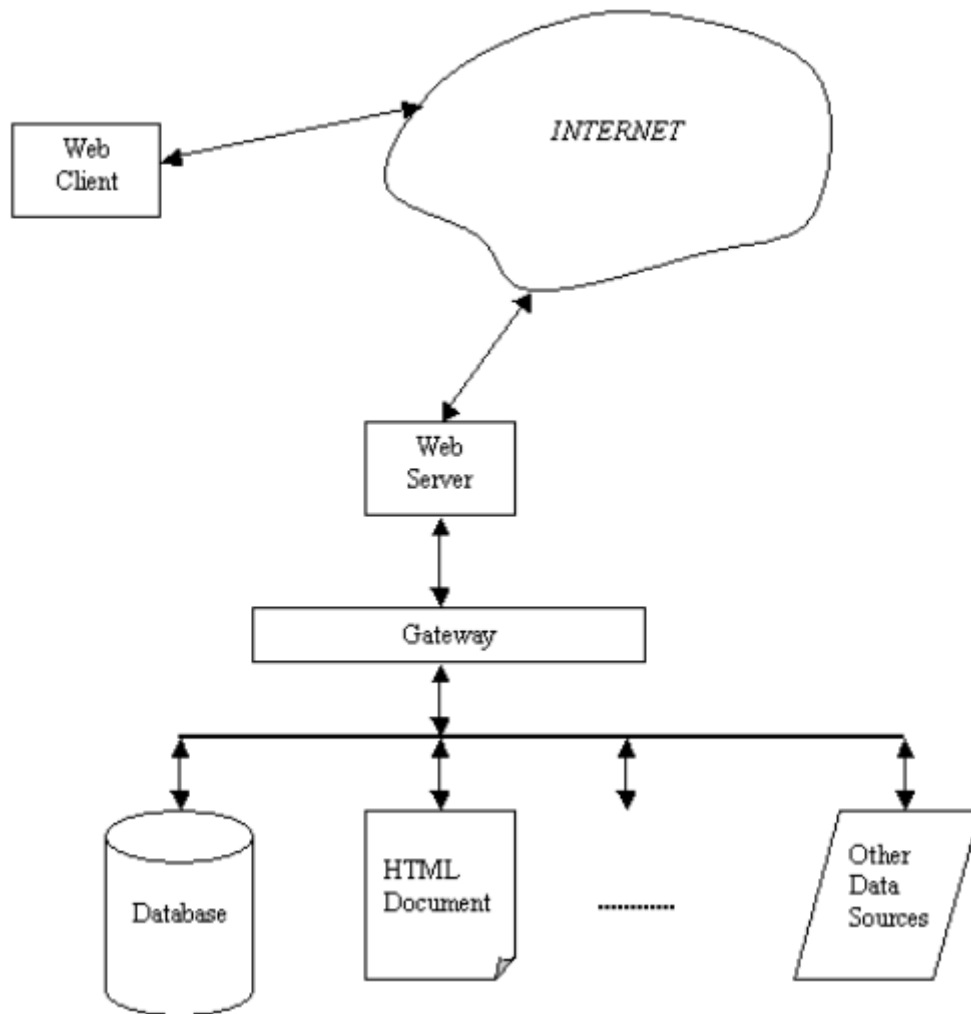 INTERNET
Web
Client
Web
Server
Gateway
Database
HTML
Document
............
Other
Data
Sources